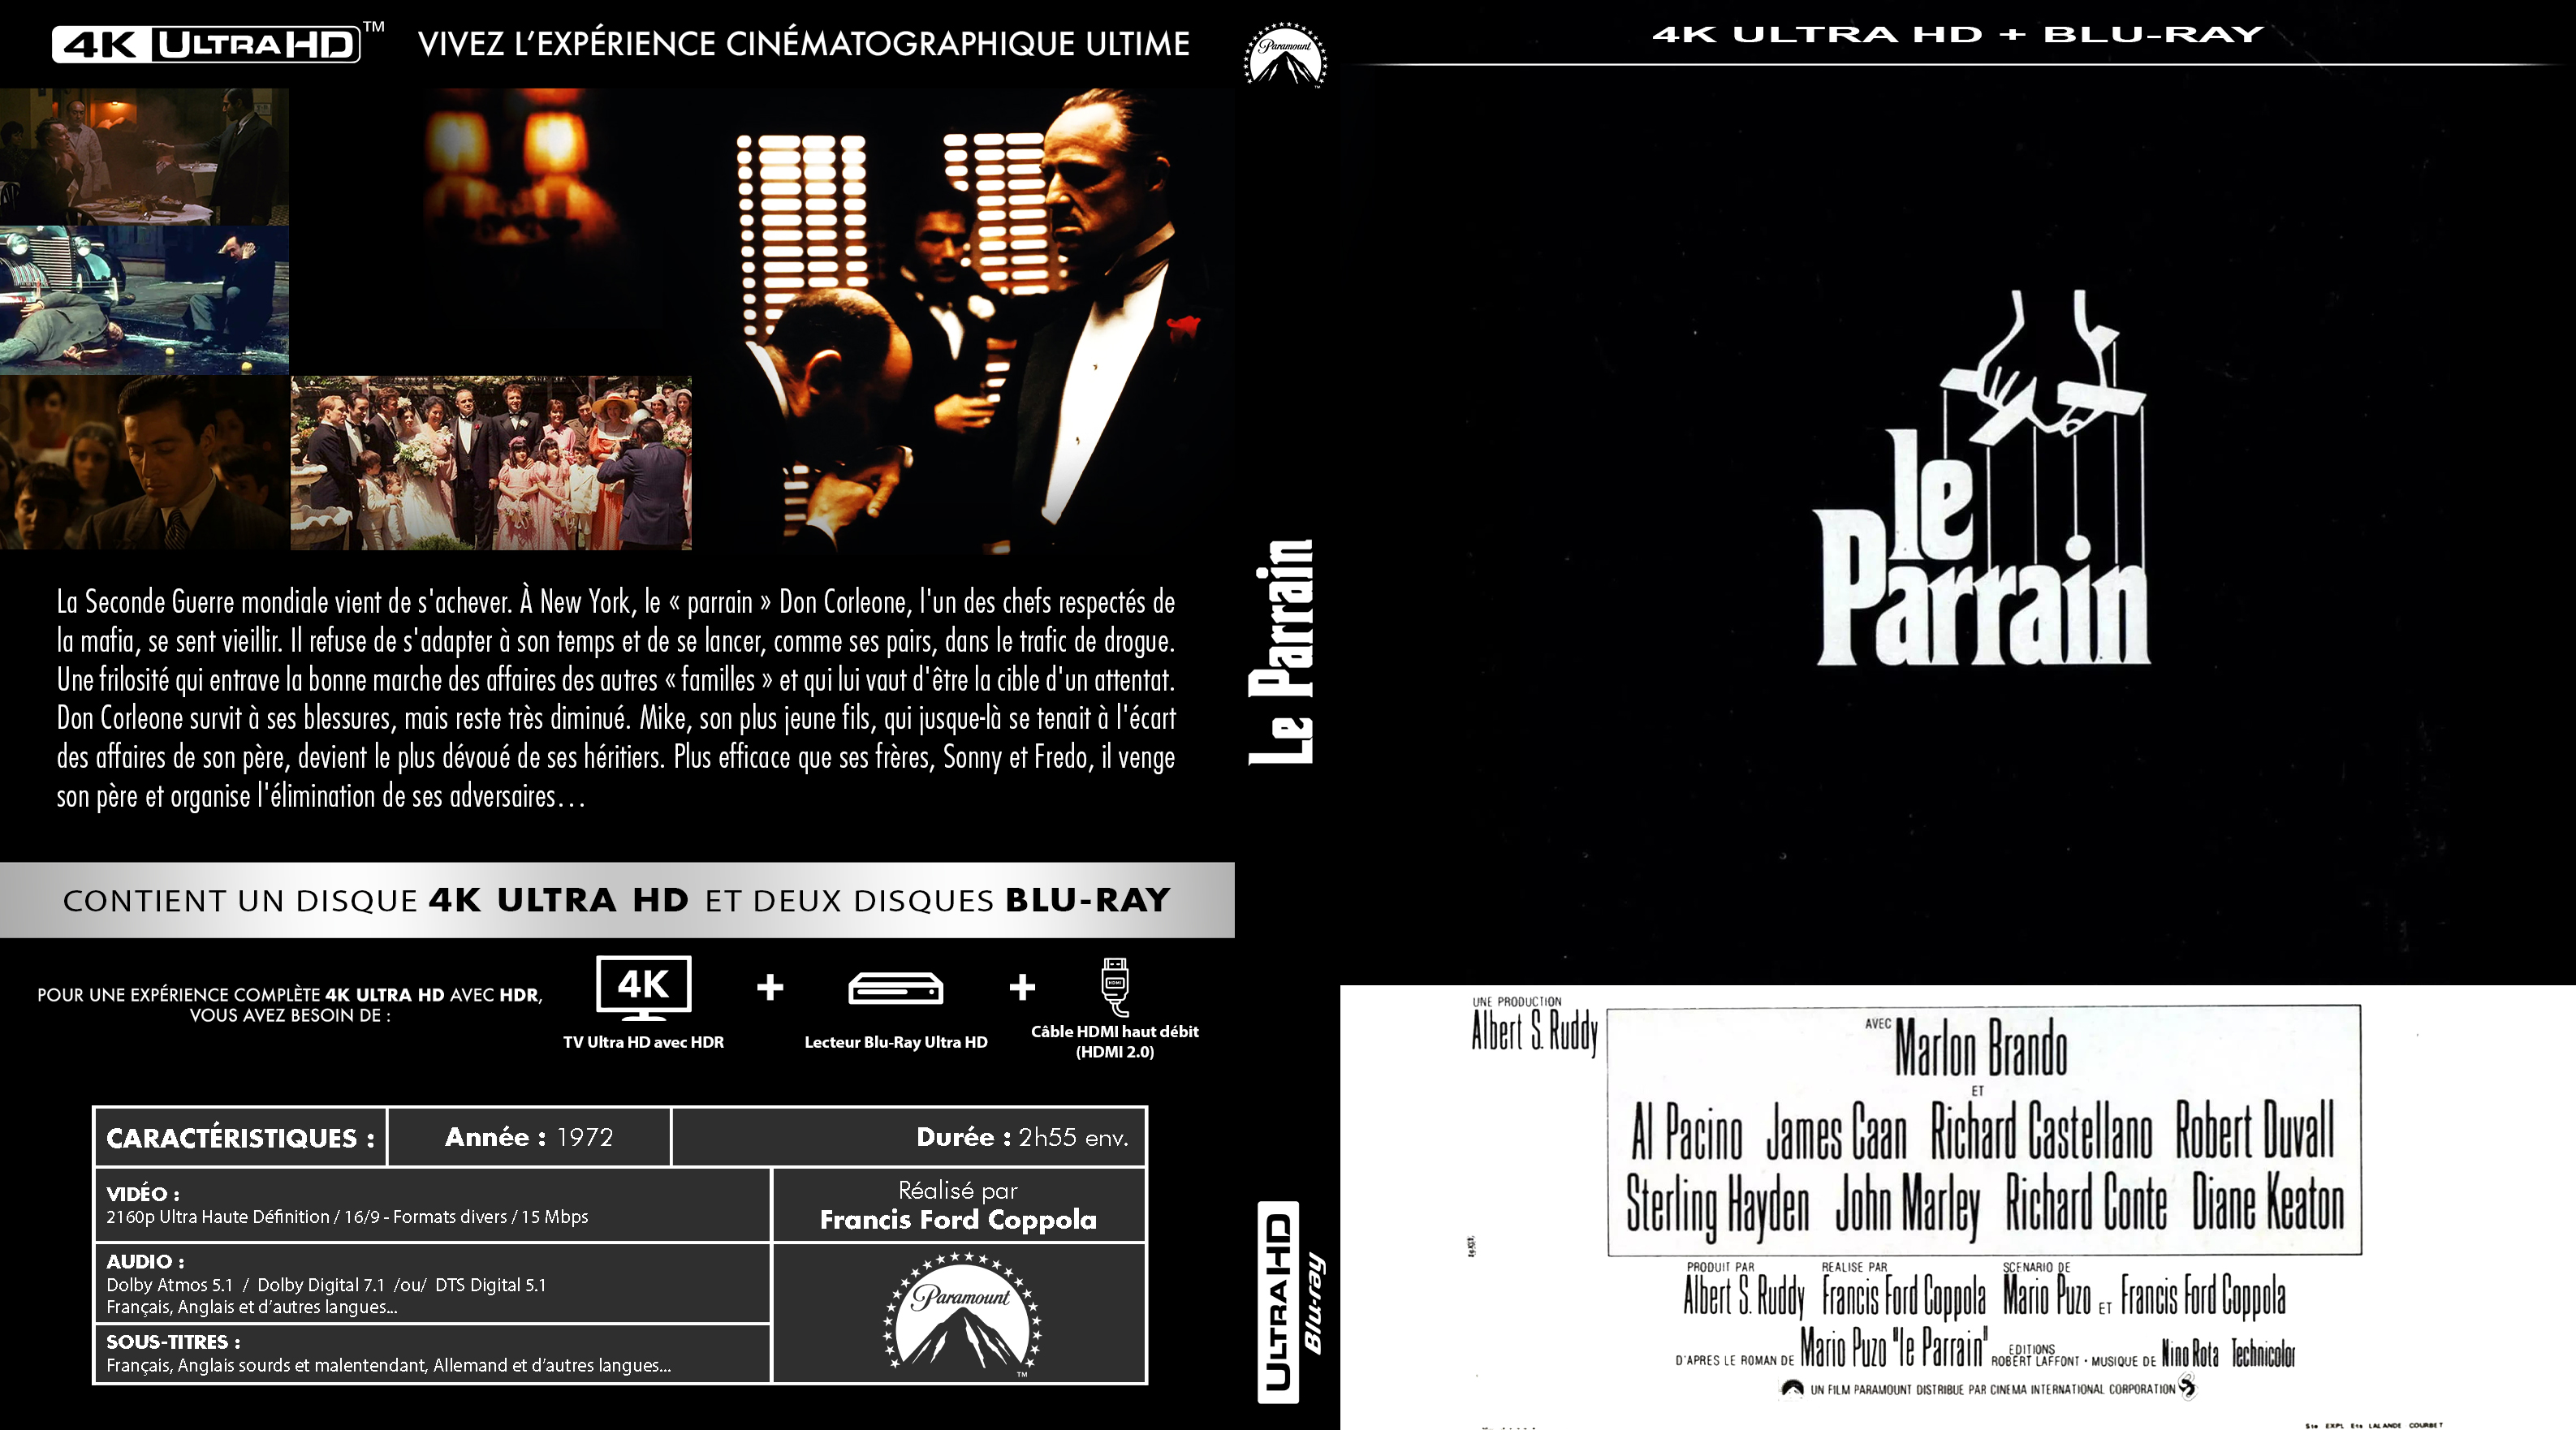 4K ULTRAHD™
VIVEZ L'EXPÉRIENCE CINÉMATOGRAPHIQUE ULTIME
La Seconde Guerre mondiale vient de s'achever. À New York, le « parrain » Don Corleone, l'un des chefs respectés de
la mafia, se sent vieillir. Il refuse de s'adapter à son temps et de se lancer, comme ses pairs, dans le trafic de drogue.
Une frilosité qui entrave la bonne marche des affaires des autres « familles » et qui lui vaut d'être la cible d'un attentat.
Don Corleone survit à ses blessures, mais reste très diminué. Mike, son plus jeune fils, qui jusque-là se tenait à l'écart
des affaires de son père, devient le plus dévoué de ses héritiers. Plus efficace que ses frères, Sonny et Fredo, il venge
son père et organise l'élimination de ses adversaires…
CONTIENT UN DISQUE 4K ULTRA HD ET DEUX DISQUES BLU-RAY
POUR UNE EXPÉRIENCE COMPLÈTE 4K ULTRA HD AVEC HDR,
VOUS AVEZ BESOIN DE :
4K
TV Ultra HD avec HDR
+
Lecteur Blu-Ray Ultra HD
+
HDMI
Câble HDMI haut débit
(HDMI 2.0)
CARACTÉRISTIQUES :
Année : 1972
Durée : 2h55 env.
VIDÉO :
2160p Ultra Haute Définition / 16/9 - Formats divers / 15 Mbps
Réalisé par
Francis Ford Coppola
AUDIO :
Dolby Atmos 5.1 / Dolby Digital 7.1 /ou/ DTS Digital 5.1
Français, Anglais et d'autres langues...
SOUS-TITRES :
Français, Anglais sourds et malentendant, Allemand et d'autres langues...
Paramount
™
Paramount
™
Le Parrain
ULTRAHD
Blu-ray
4K ULTRA HD + BLU-RAY
le
Parrain
UNE PRODUCTION
Albert S. Ruddy
AVEC Marlon Brando
ET
Al Pacino James Caan Richard Castellano Robert Duvall
Sterling Hayden John Marley Richard Conte Diane Keaton
PRODUIT PAR Albert S. Ruddy REALISE PAR Francis Ford Coppola SCENARIO DE Mario Puzo ET Francis Ford Coppola
D'APRES LE ROMAN DE Mario Puzo "le Parrain" EDITIONS ROBERT LAFFONT • MUSIQUE DE Nino Rota Technicolor
UN FILM PARAMOUNT DISTRIBUE PAR CINEMA INTERNATIONAL CORPORATION
Ste EXPL Ets LALANDE COURBET